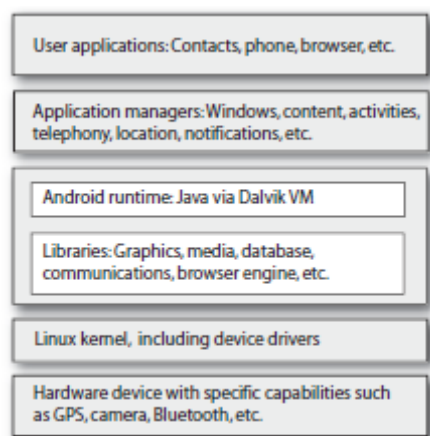 User applications: Contacts, phone, browser, etc.
Application managers: Windows, content, activities,
telephony, location, notifications, etc.
Android runtime: Java via Dalvik VM
Libraries: Graphics, media, database,
communications, browser engine, etc.
Linux kernel, including device drivers
Hardware device with specific capabilities such
as GPS, camera, Bluetooth, etc.